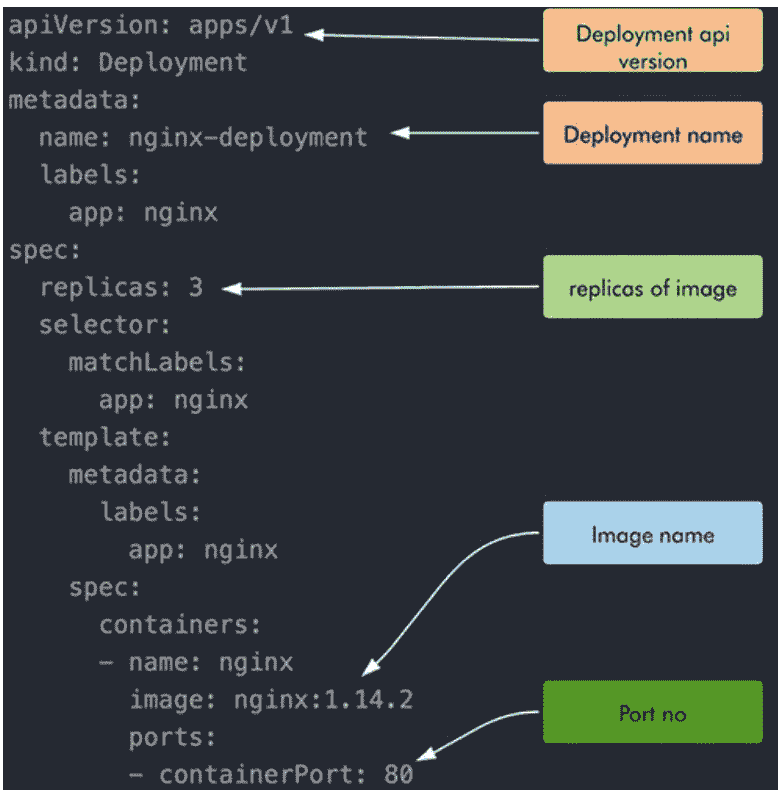 apiVersion: apps/v1
kind: Deployment
metadata:
  name: nginx-deployment
  labels:
    app: nginx
spec:
  replicas: 3
  selector:
    matchLabels:
      app: nginx
  template:
    metadata:
      labels:
        app: nginx
    spec:
      containers:
      - name: nginx
        image: nginx:1.14.2
        ports:
        - containerPort: 80
Deployment api
version
Deployment name
replicas of image
Image name
Port no